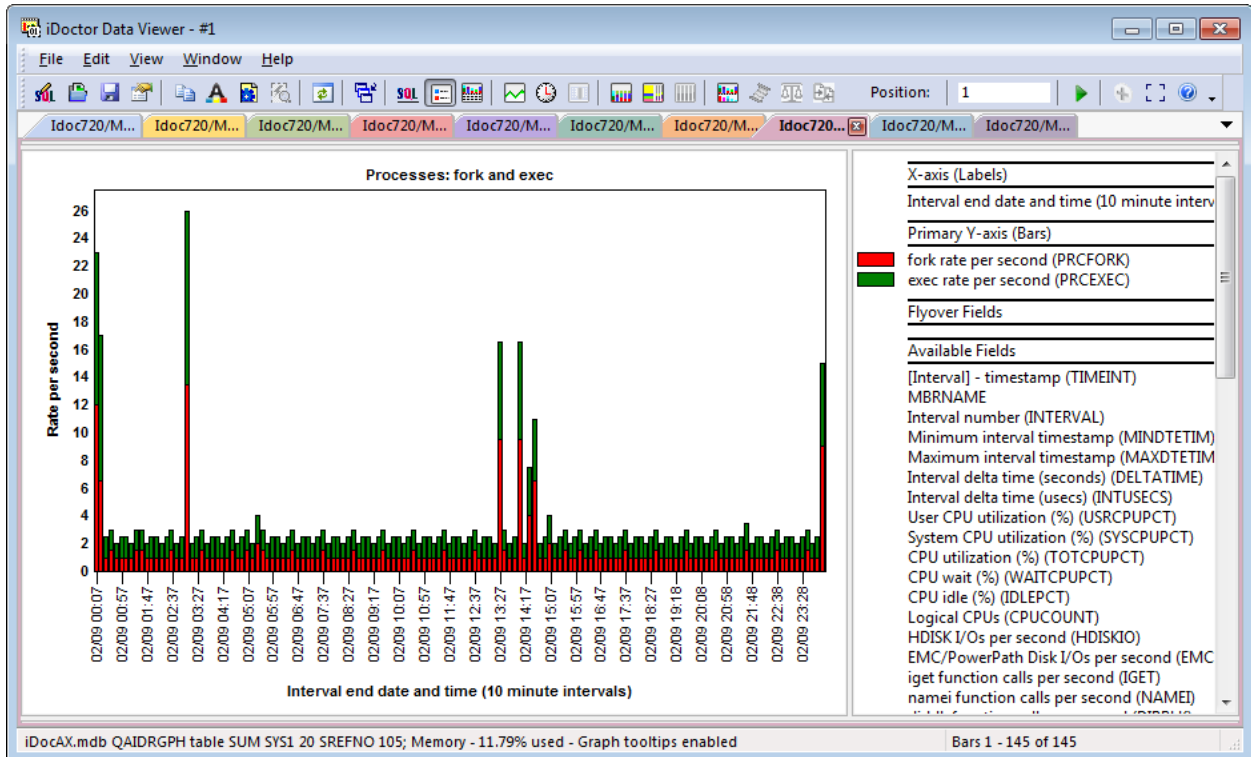 iDoctor Data Viewer - #1
File Edit View Window Help
SQL SQL Position: 1
Idoc720/M... Idoc720/M... Idoc720/M... Idoc720/M... Idoc720/M... Idoc720/M... Idoc720/M... Idoc720... Idoc720/M... Idoc720/M...
Processes: fork and exec
Rate per second
26
24
22
20
18
16
14
12
10
8
6
4
2
0
02/09 00:07
02/09 00:57
02/09 01:47
02/09 02:37
02/09 03:27
02/09 04:17
02/09 05:07
02/09 05:57
02/09 06:47
02/09 07:37
02/09 08:27
02/09 09:17
02/09 10:07
02/09 10:57
02/09 11:47
02/09 12:37
02/09 13:27
02/09 14:17
02/09 15:07
02/09 15:57
02/09 16:47
02/09 17:37
02/09 18:27
02/09 19:18
02/09 20:08
02/09 20:58
02/09 21:48
02/09 22:38
02/09 23:28
Interval end date and time (10 minute intervals)
X-axis (Labels)
Interval end date and time (10 minute interv
Primary Y-axis (Bars)
fork rate per second (PRCFORK)
exec rate per second (PRCEXEC)
Flyover Fields
Available Fields
[Interval] - timestamp (TIMEINT)
MBRNAME
Interval number (INTERVAL)
Minimum interval timestamp (MINDTETIM)
Maximum interval timestamp (MAXDTETIM
Interval delta time (seconds) (DELTATIME)
Interval delta time (usecs) (INTUSECS)
User CPU utilization (%) (USRCPUPCT)
System CPU utilization (%) (SYSCPUPCT)
CPU utilization (%) (TOTCPUPCT)
CPU wait (%) (WAITCPUPCT)
CPU idle (%) (IDLEPCT)
Logical CPUs (CPUCOUNT)
HDISK I/Os per second (HDISKIO)
EMC/PowerPath Disk I/Os per second (EMC
iget function calls per second (IGET)
namei function calls per second (NAMEI)
iDocAX.mdb QAIDRGPH table SUM SYS1 20 SREFNO 105; Memory - 11.79% used - Graph tooltips enabled
Bars 1 - 145 of 145